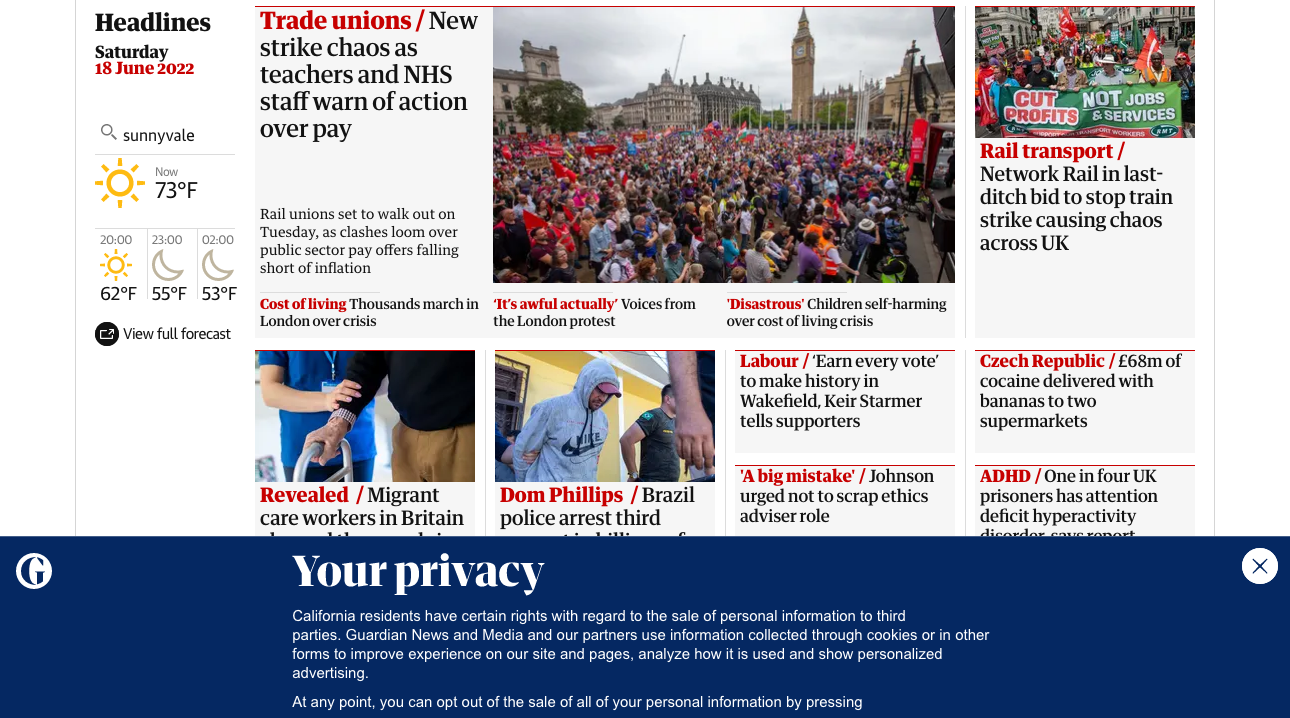 Headlines
Saturday
18 June 2022
sunnyvale
Now
73°F
20:00
62°F
23:00
55°F
02:00
53°F
View full forecast
Trade unions / New
strike chaos as
teachers and NHS
staff warn of action
over pay
Rail unions set to walk out on
Tuesday, as clashes loom over
public sector pay offers falling
short of inflation
Cost of living Thousands march in
London over crisis
‘It’s awful actually’ Voices from
the London protest
'Disastrous' Children self-harming
over cost of living crisis
CUT
PROFITS
NOT JOBS
& SERVICES
RMT
Rail transport /
Network Rail in last-
ditch bid to stop train
strike causing chaos
across UK
Revealed / Migrant
care workers in Britain
NIKE
Dom Phillips / Brazil
police arrest third
Labour / ‘Earn every vote’
to make history in
Wakefield, Keir Starmer
tells supporters
'A big mistake' / Johnson
urged not to scrap ethics
adviser role
Czech Republic / £68m of
cocaine delivered with
bananas to two
supermarkets
ADHD / One in four UK
prisoners has attention
deficit hyperactivity
disorder, says report
Your privacy
California residents have certain rights with regard to the sale of personal information to third
parties. Guardian News and Media and our partners use information collected through cookies or in other
forms to improve experience on our site and pages, analyze how it is used and show personalized
advertising.
At any point, you can opt out of the sale of all of your personal information by pressing